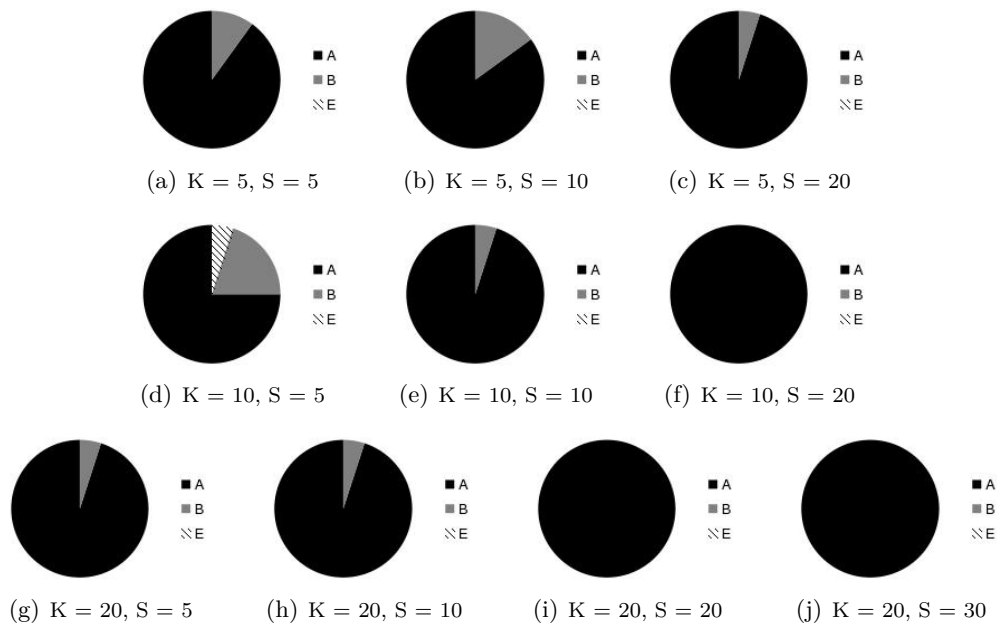 A
B
E
A
B
E
A
B
E
(a) K = 5, S = 5
(b) K = 5, S = 10
(c) K = 5, S = 20
A
B
E
A
B
E
A
B
E
(d) K = 10, S = 5
(e) K = 10, S = 10
(f) K = 10, S = 20
A
B
E
A
B
E
A
B
E
A
B
E
(g) K = 20, S = 5
(h) K = 20, S = 10
(i) K = 20, S = 20
(j) K = 20, S = 30